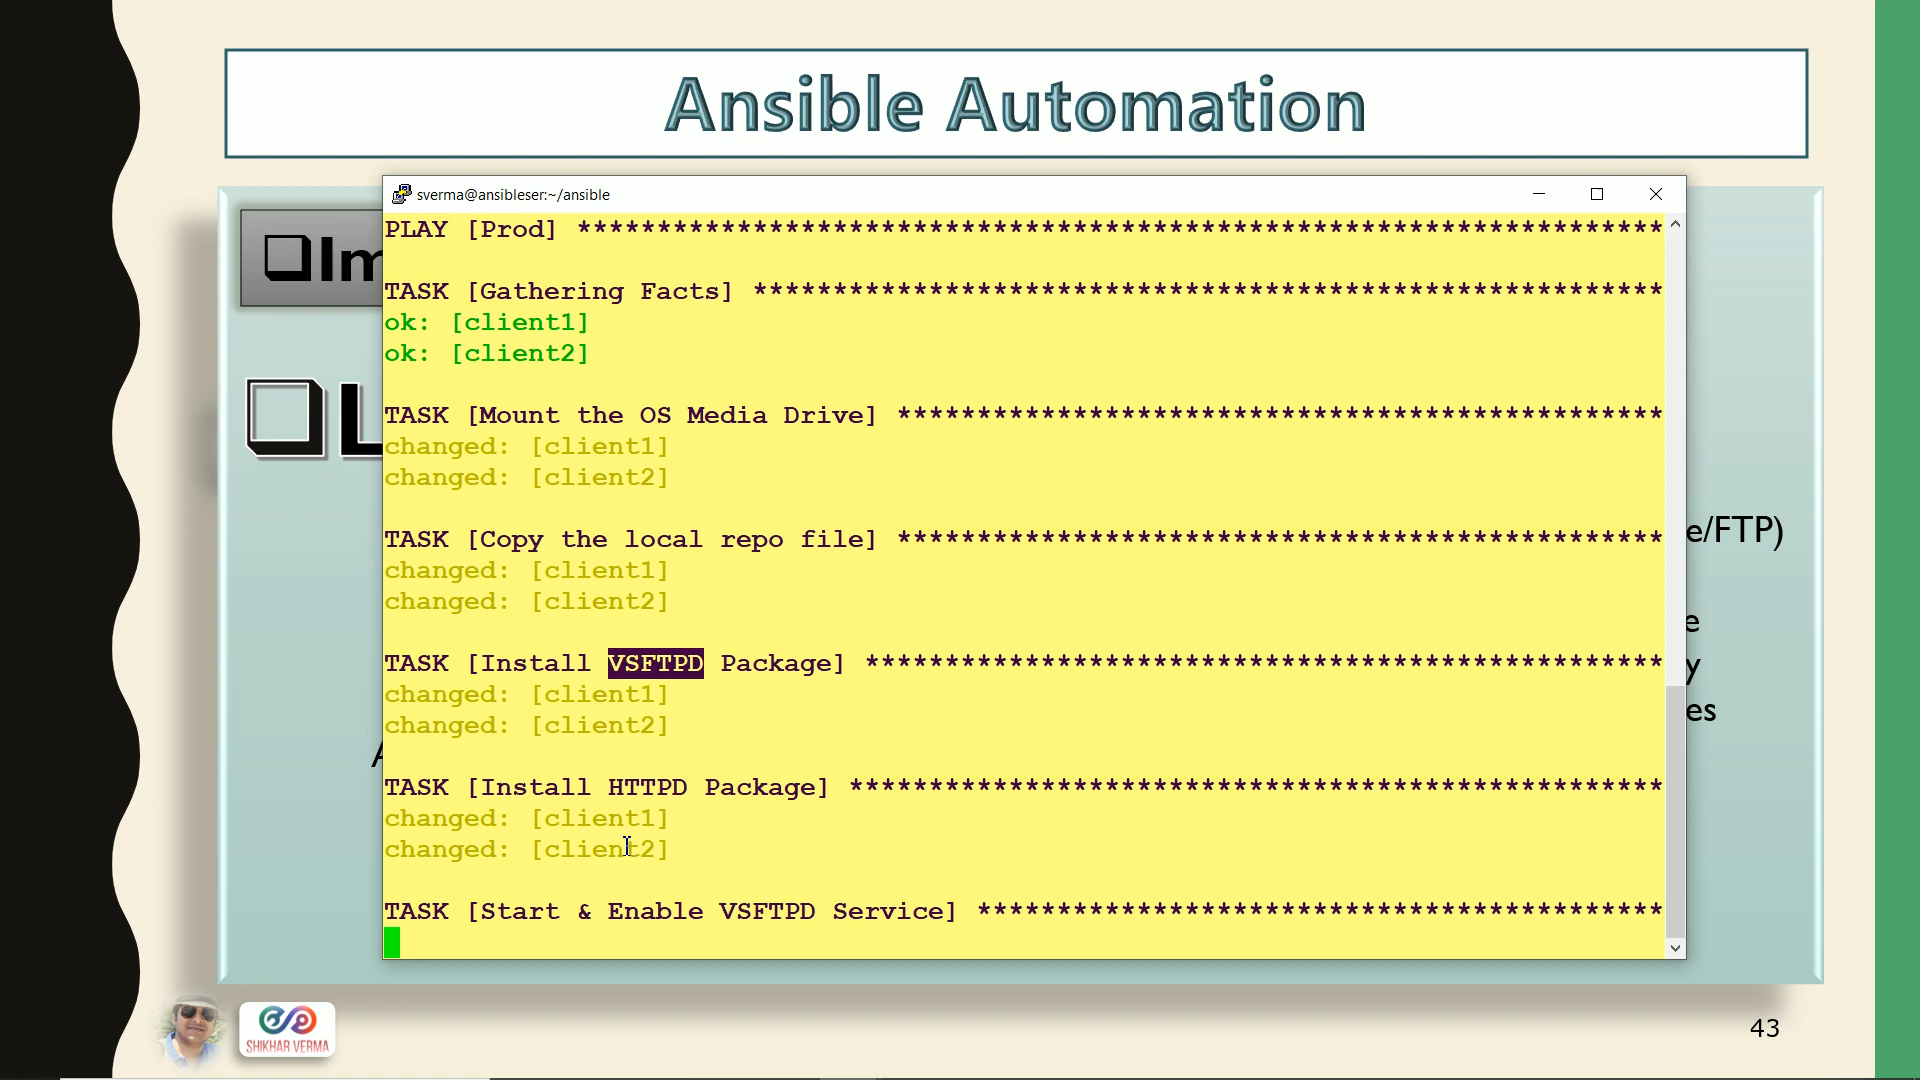 Ansible Automation
sverma@ansibleser:~/ansible
Im
L
e/FTP)
e
y
es
A
PLAY [Prod] ********************************************************************
TASK [Gathering Facts] *********************************************************
ok: [client1]
ok: [client2]
TASK [Mount the OS Media Drive] ************************************************
changed: [client1]
changed: [client2]
TASK [Copy the local repo file] ************************************************
changed: [client1]
changed: [client2]
TASK [Install VSFTPD Package] **************************************************
changed: [client1]
changed: [client2]
TASK [Install HTTPD Package] ***************************************************
changed: [client1]
changed: [client2]
TASK [Start & Enable VSFTPD Service] *******************************************
SHIKHAR VERMA
43